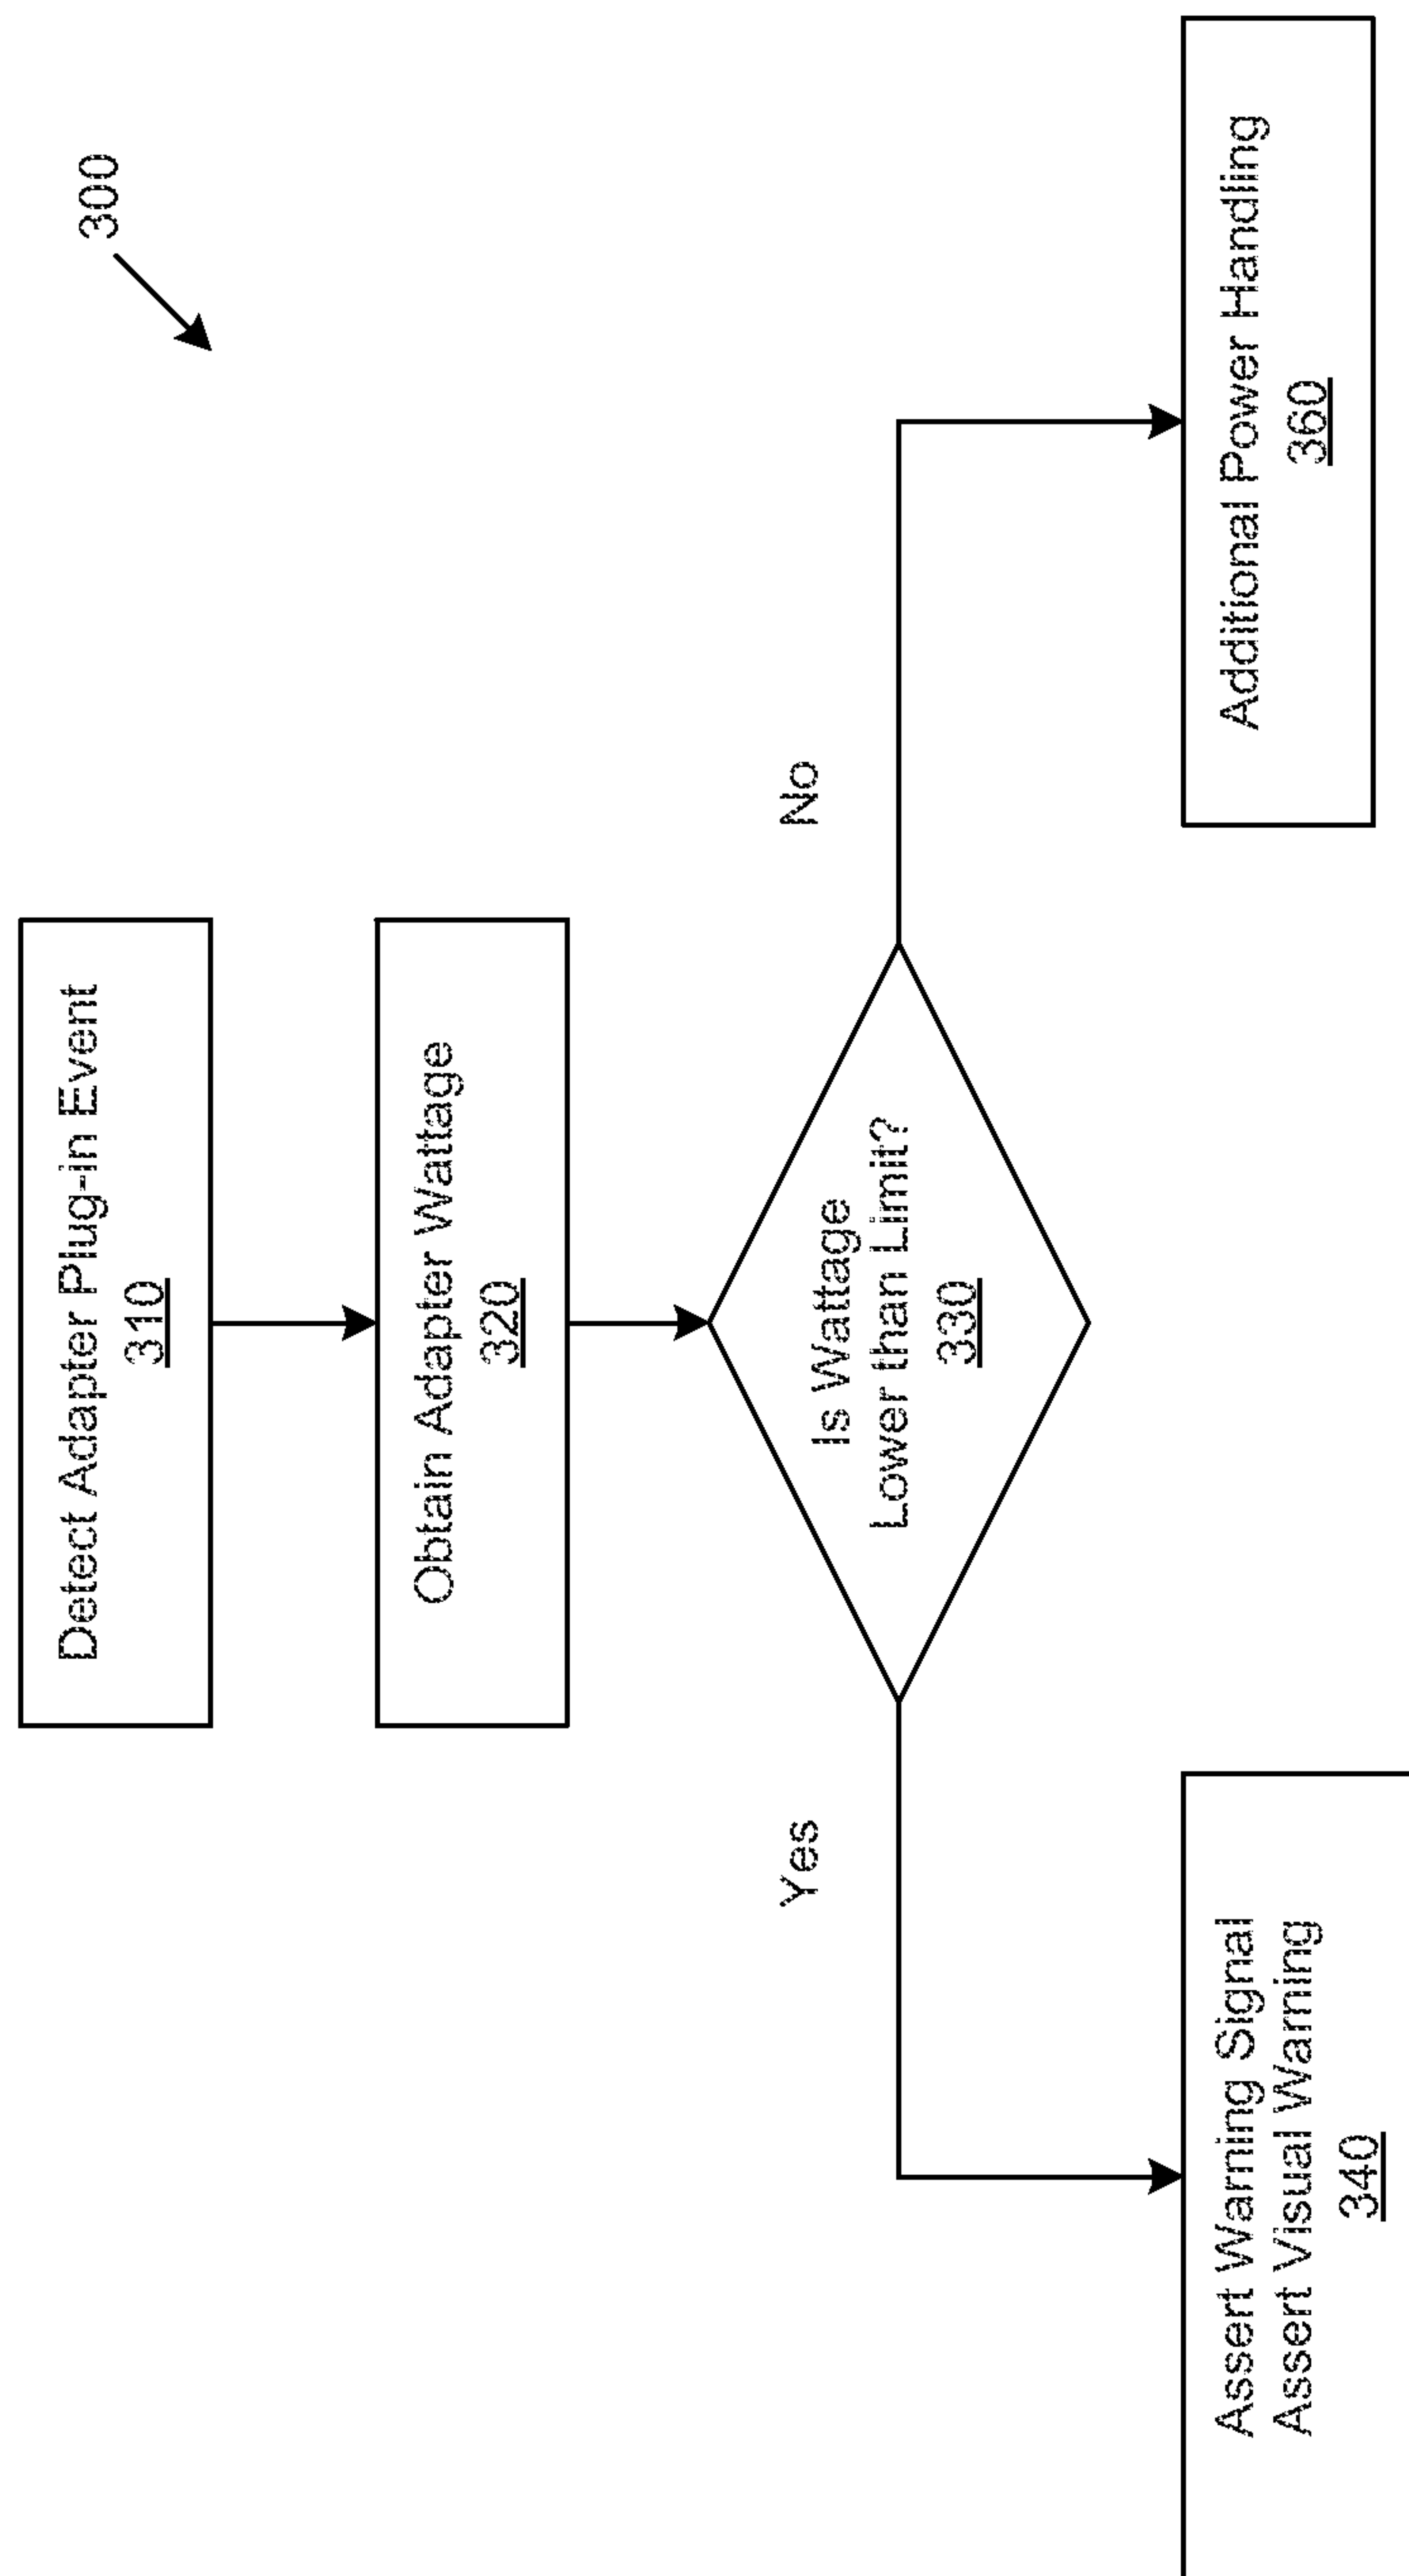 300
Detect Adapter Plug-in Event
310
Obtain Adapter Wattage
320
Is Wattage
Lower than Limit?
330
Yes
No
Assert Warning Signal
Assert Visual Warning
340
Additional Power Handling
360